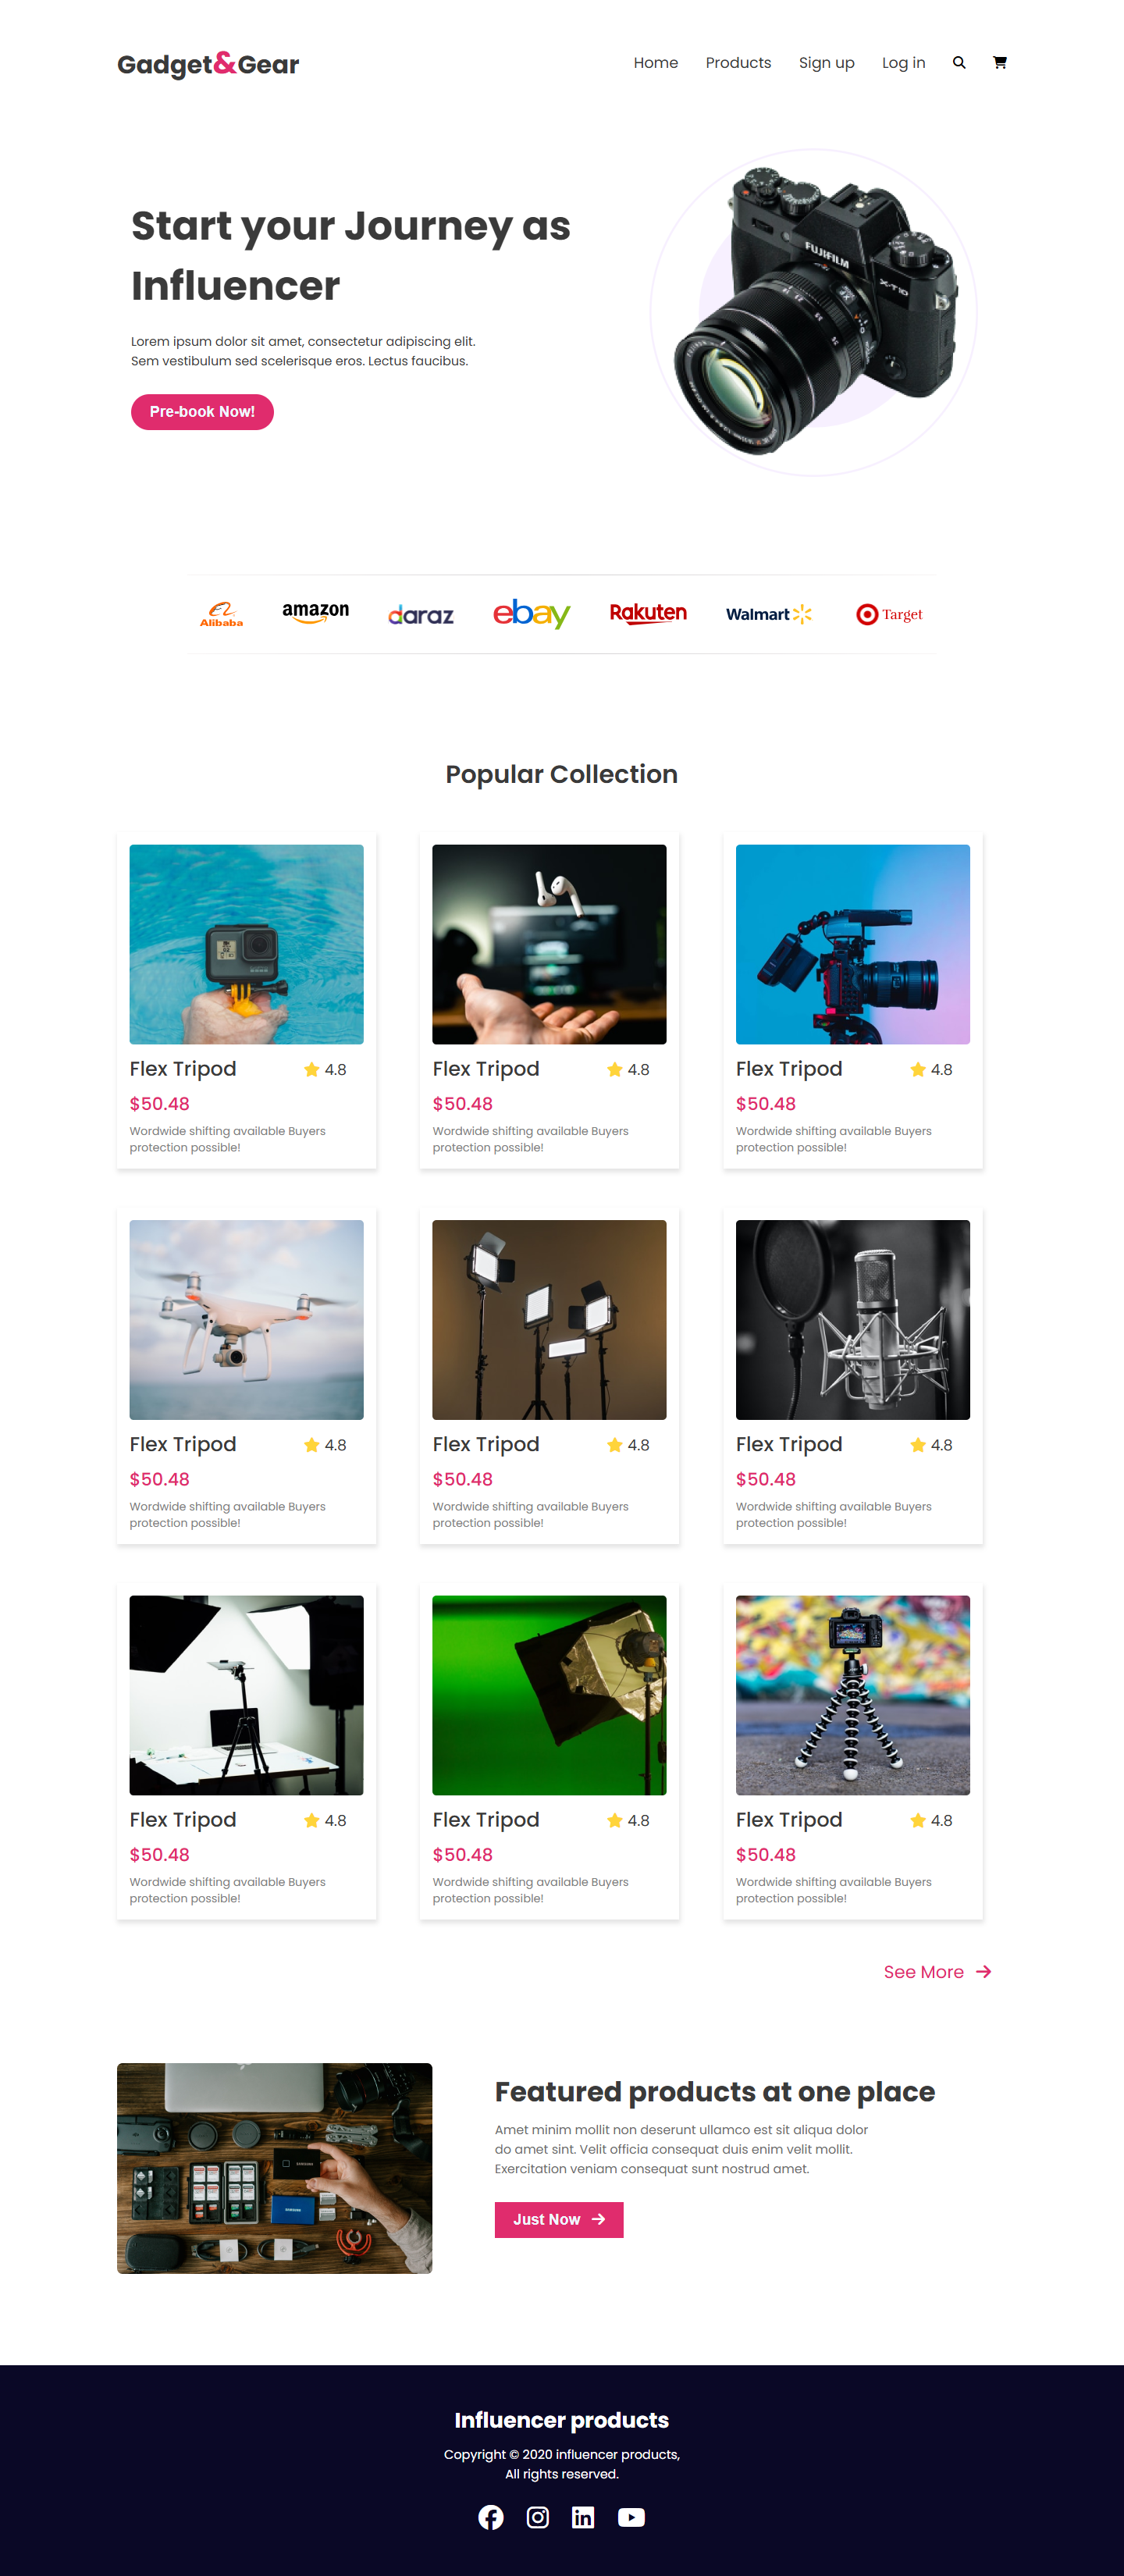 Gadget&Gear
Home Products Sign up Log in
Start your Journey as
Influencer
FUJIFILM
X-T10
Lorem ipsum dolor sit amet, consectetur adipiscing elit.
Sem vestibulum sed scelerisque eros. Lectus faucibus.
Pre-book Now!
Alibaba amazon daraz ebay Rakuten Walmart Target
Popular Collection
Flex Tripod 4.8
$50.48
Wordwide shifting available Buyers
protection possible!
Flex Tripod 4.8
$50.48
Wordwide shifting available Buyers
protection possible!
Flex Tripod 4.8
$50.48
Wordwide shifting available Buyers
protection possible!
Flex Tripod 4.8
$50.48
Wordwide shifting available Buyers
protection possible!
Flex Tripod 4.8
$50.48
Wordwide shifting available Buyers
protection possible!
Flex Tripod 4.8
$50.48
Wordwide shifting available Buyers
protection possible!
Flex Tripod 4.8
$50.48
Wordwide shifting available Buyers
protection possible!
Flex Tripod 4.8
$50.48
Wordwide shifting available Buyers
protection possible!
Flex Tripod 4.8
$50.48
Wordwide shifting available Buyers
protection possible!
See More
Featured products at one place
Amet minim mollit non deserunt ullamco est sit aliqua dolor
do amet sint. Velit officia consequat duis enim velit mollit.
Exercitation veniam consequat sunt nostrud amet.
Just Now
Influencer products
Copyright © 2020 influencer products,
All rights reserved.